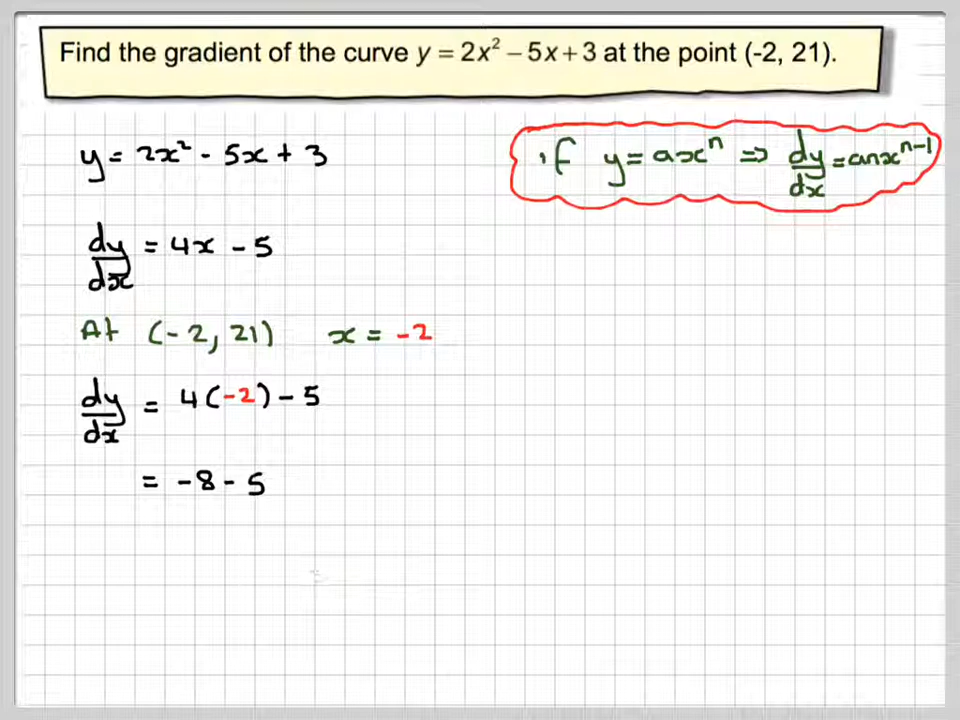 Find the gradient of the curve y = 2x² – 5x + 3 at the point (-2, 21).
y = 2x² - 5x + 3
if y = axⁿ ⇒ dy/dx = anxⁿ⁻¹
dy/dx = 4x - 5
At (-2, 21) x = -2
dy/dx = 4(-2) - 5
= -8 - 5